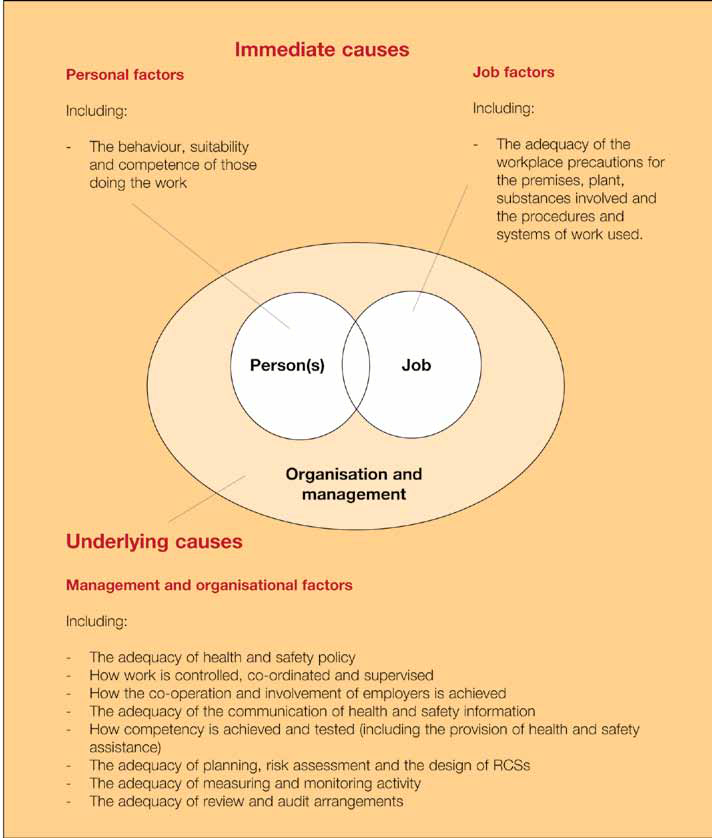 Immediate causes
Personal factors
Including:
- The behaviour, suitability
and competence of those
doing the work
Job factors
Including:
- The adequacy of the
workplace precautions for
the premises, plant,
substances involved and
the procedures and
systems of work used.
Person(s)
Job
Organisation and
management
Underlying causes
Management and organisational factors
Including:
- The adequacy of health and safety policy
- How work is controlled, co-ordinated and supervised
- How the co-operation and involvement of employers is achieved
- The adequacy of the communication of health and safety information
- How competency is achieved and tested (including the provision of health and safety
assistance)
- The adequacy of planning, risk assessment and the design of RCSs
- The adequacy of measuring and monitoring activity
- The adequacy of review and audit arrangements